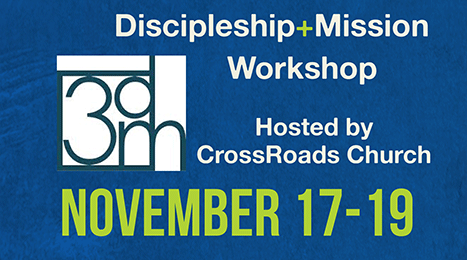 Discipleship+Mission
Workshop
3dm
Hosted by
CrossRoads Church
NOVEMBER 17-19